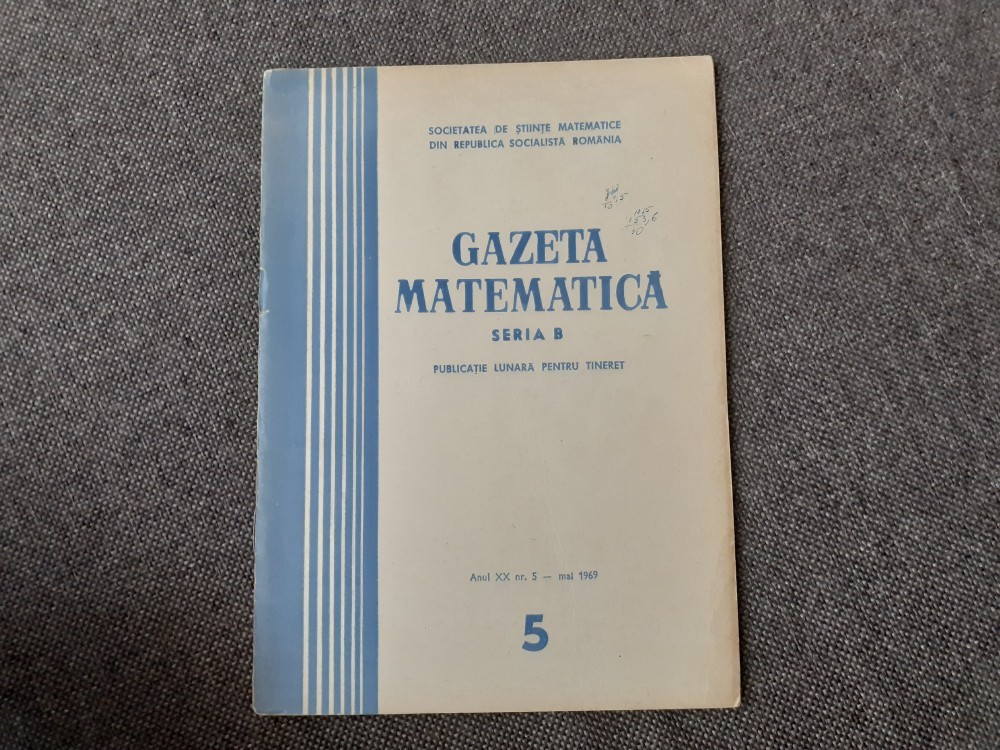 SOCIETATEA DE ȘTIINȚE MATEMATICE
DIN REPUBLICA SOCIALISTĂ ROMÂNIA
GAZETA
MATEMATICĂ
SERIA B
PUBLICAȚIE LUNARĂ PENTRU TINERET
Anul XX nr. 5 — mai 1969
5